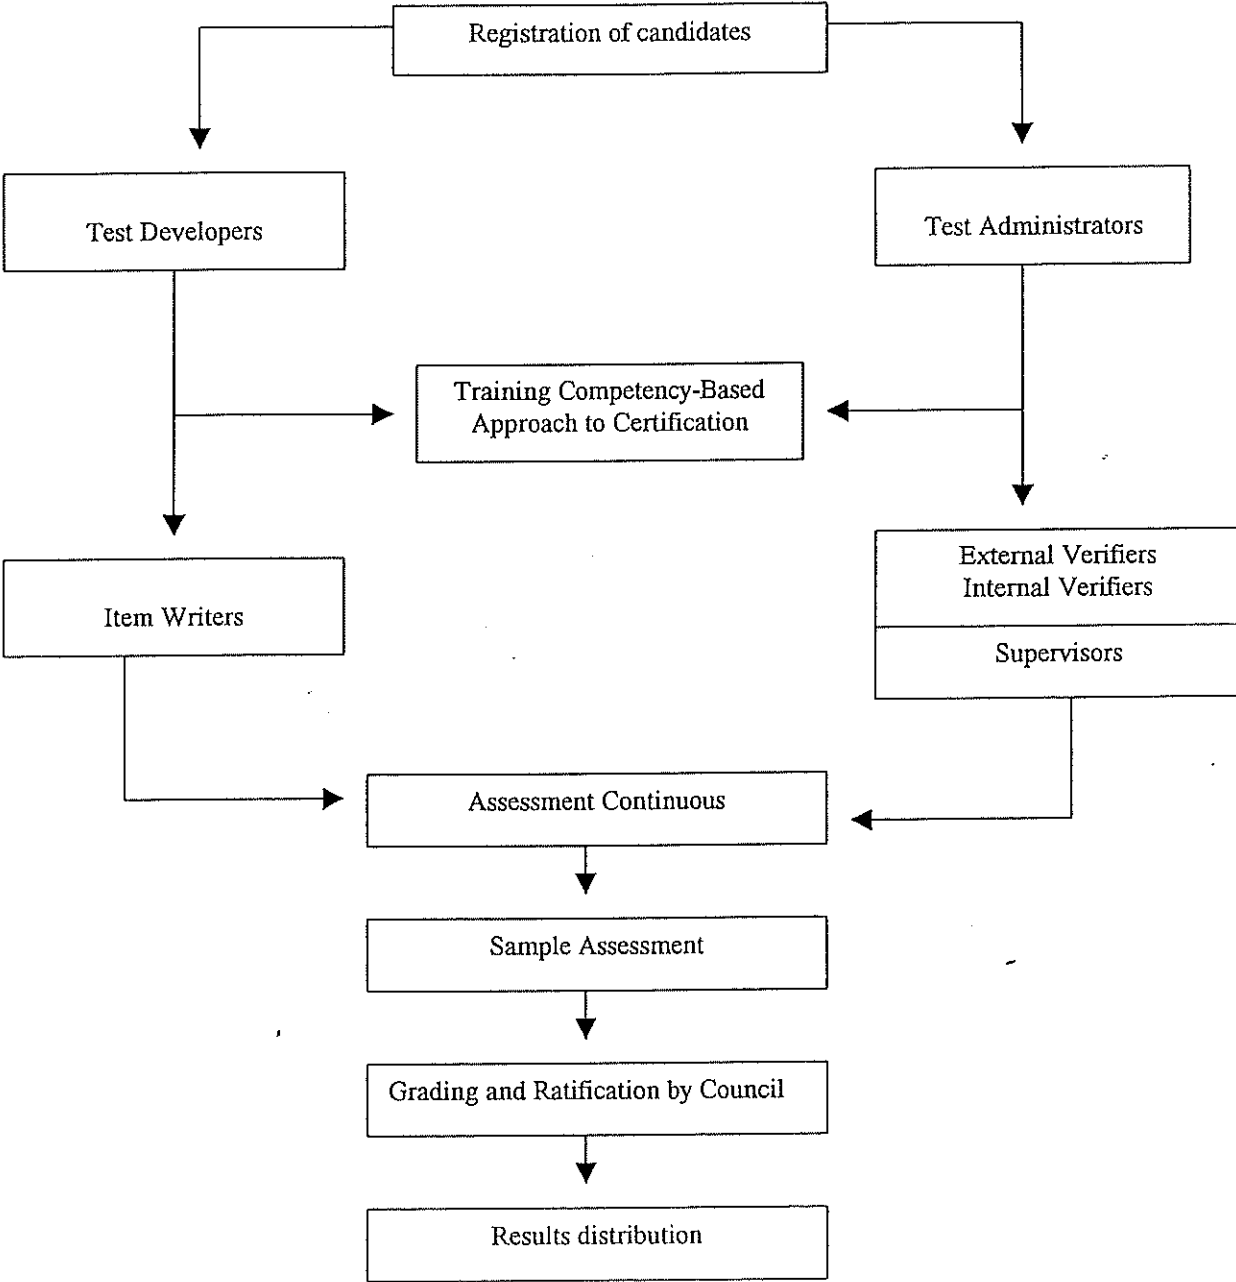 Registration of candidates
Test Developers
Test Administrators
Training Competency-Based
Approach to Certification
Item Writers
External Verifiers
Internal Verifiers
Supervisors
Assessment Continuous
Sample Assessment
Grading and Ratification by Council
Results distribution